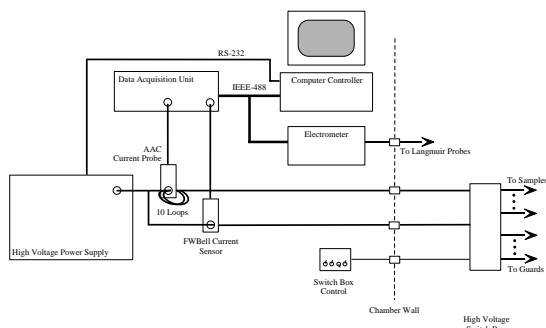 RS-232
Data Acquisition Unit
IEEE-488
Computer Controller
Electrometer
AAC
Current Probe
To Langmuir Probes
To Samples
10 Loops
FWBell Current
Sensor
High Voltage Power Supply
To Guards
Switch Box
Control
Chamber Wall
High Voltage